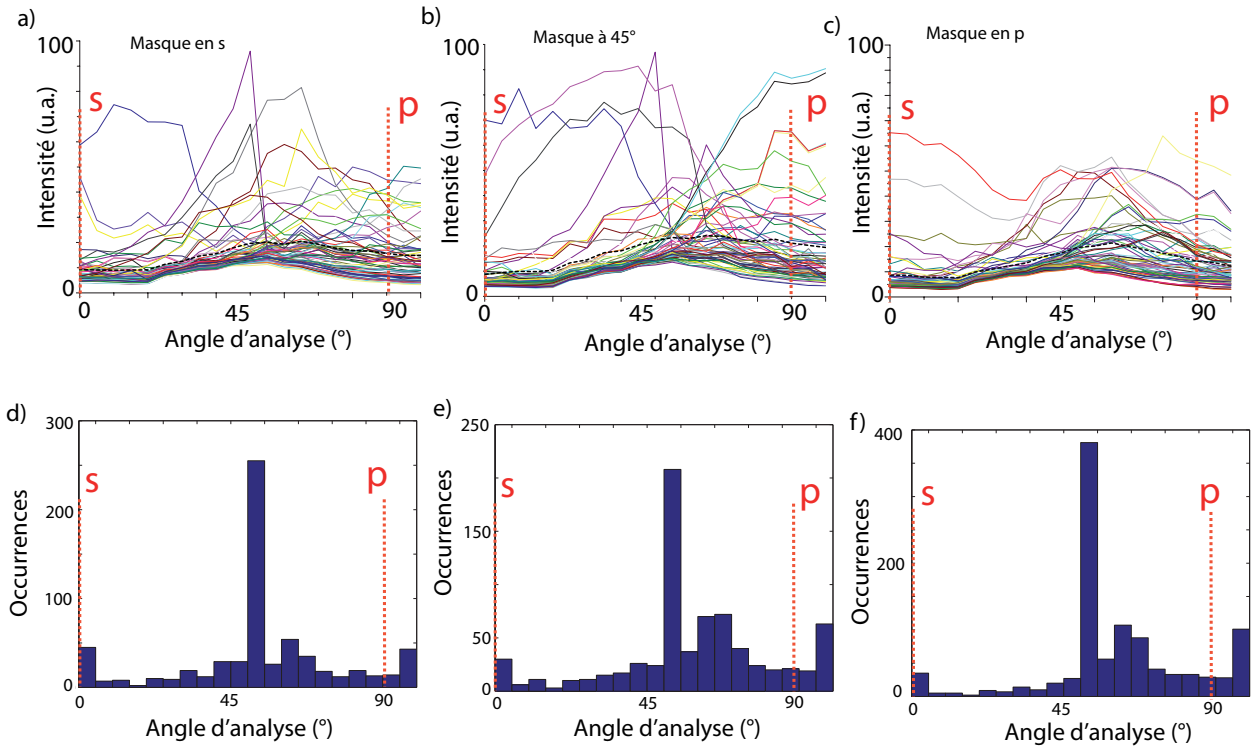 a)
Masque en s
100
Intensité (u.a.)
0
s
p
0
45
90
Angle d'analyse (°)
b)
Masque à 45°
100
Intensité (u.a.)
0
s
p
0
45
90
Angle d'analyse (°)
c)
Masque en p
100
Intensité (u.a.)
0
s
p
0
45
90
Angle d'analyse (°)
d)
300
200
100
0
Occurrences
s
p
0
45
90
Angle d'analyse (°)
e)
250
150
50
0
Occurrences
s
p
0
45
90
Angle d'analyse (°)
f)
400
200
0
Occurrences
s
p
0
45
90
Angle d'analyse (°)